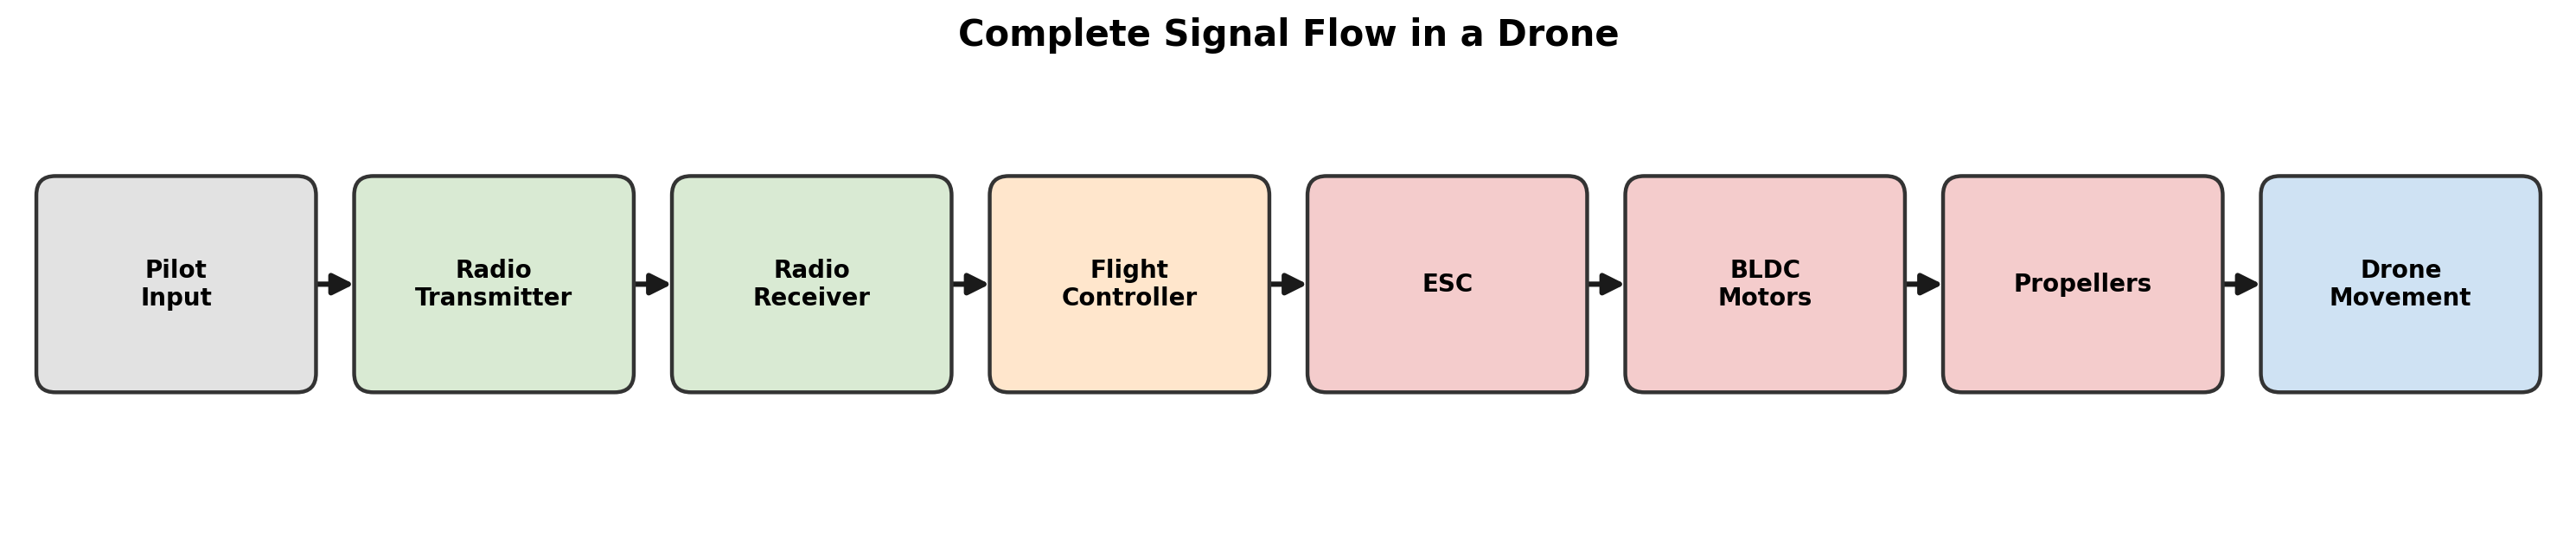 Complete Signal Flow in a Drone
Pilot
Input
Radio
Transmitter
Radio
Receiver
Flight
Controller
ESC
BLDC
Motors
Propellers
Drone
Movement